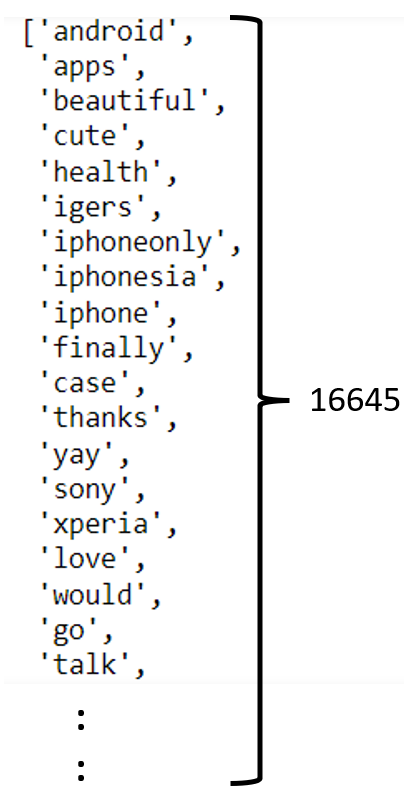 ['android',
'apps',
'beautiful',
'cute',
'health',
'igers',
'iphoneonly',
'iphonesia',
'iphone',
'finally',
'case',
'thanks',
'yay',
'sony',
'xperia',
'love',
'would',
'go',
'talk',
:
:
16645